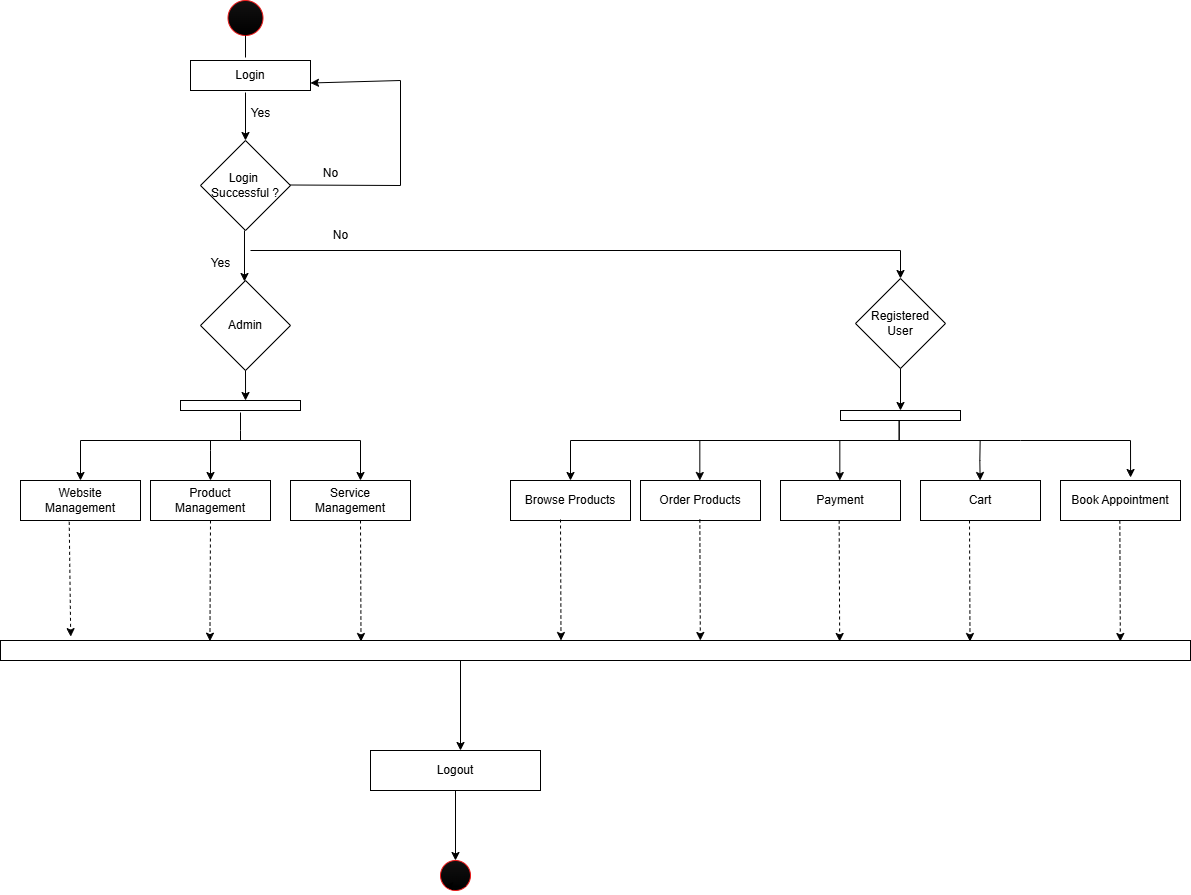 Login
Yes
Login
Successful ?
No
No
Yes
Admin
Registered
User
Website
Management
Product
Management
Service
Management
Browse Products
Order Products
Payment
Cart
Book Appointment
Logout